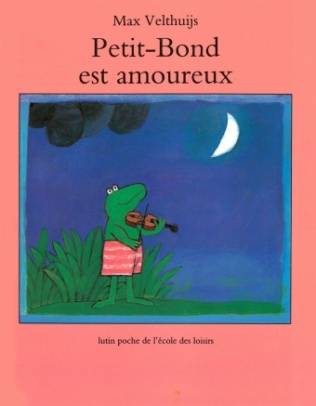 Max Velthuijs
Petit-Bond
est amoureux
lutin poche de l'école des loisirs